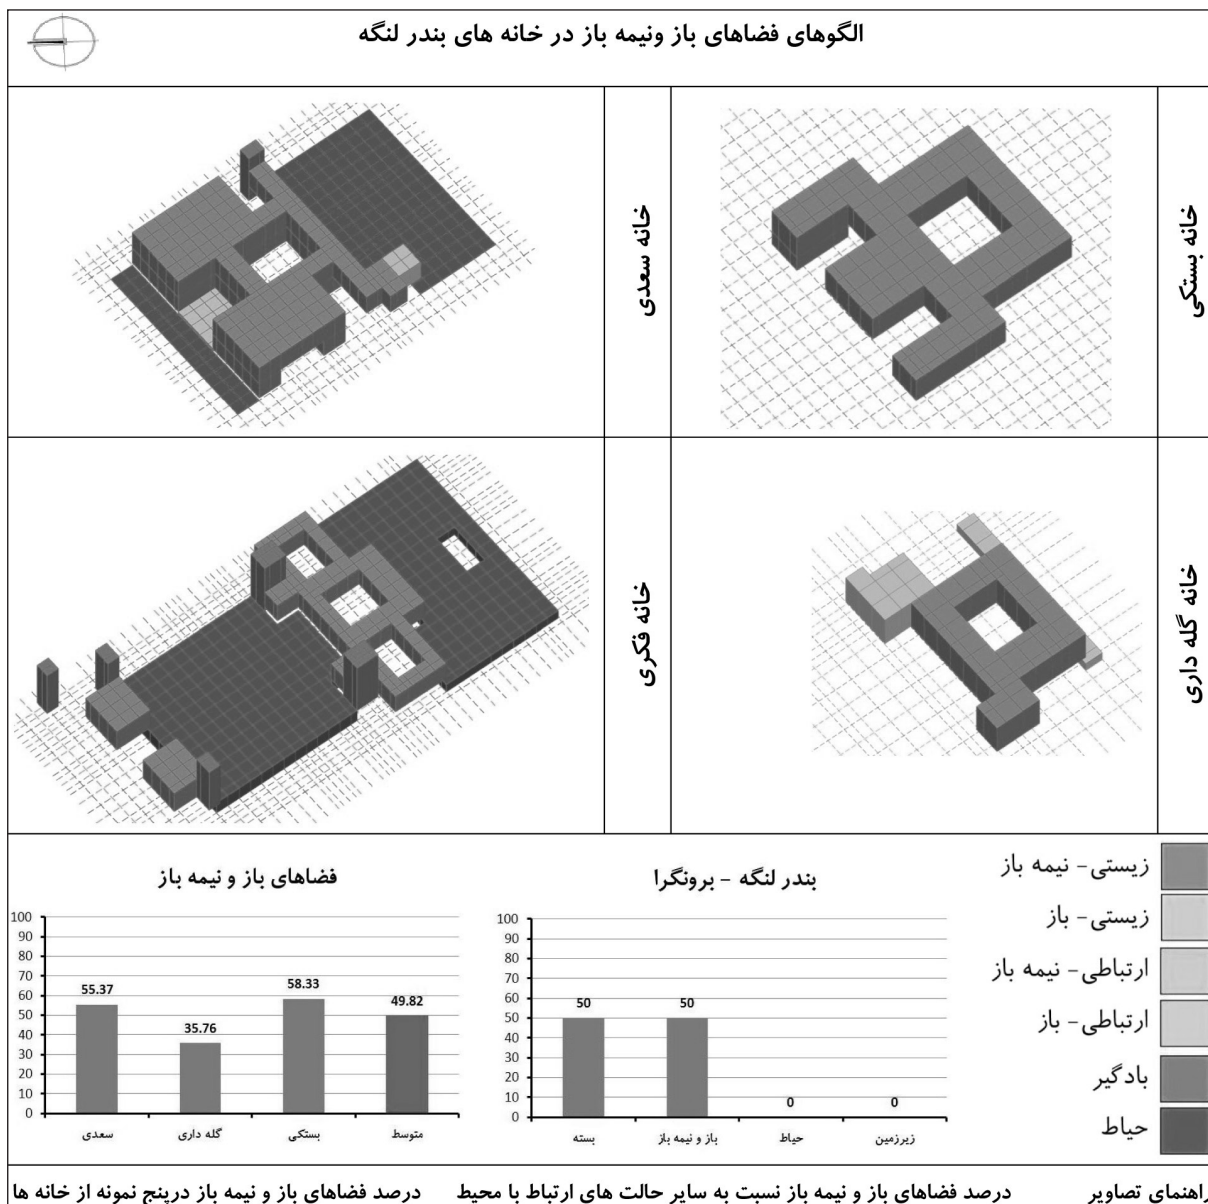 الگوهای فضاهای باز ونیمه باز در خانه های بندر لنگه
خانه بستکی
خانه سعدی
خانه گله داری
خانه فکری
زیستی- نیمه باز
زیستی- باز
ارتباطی- نیمه باز
ارتباطی- باز
بادگیر
حیاط
بندر لنگه - برونگرا
100
90
80
70
60
50
40
30
20
10
0
50
50
0
0
بسته
باز و نیمه باز
حیاط
زیرزمین
فضاهای باز و نیمه باز
100
90
80
70
60
50
40
30
20
10
0
55.37
35.76
58.33
49.82
سعدی
گله داری
بستکی
متوسط
راهنمای تصاویر
درصد فضاهای باز و نیمه باز نسبت به سایر حالت های ارتباط با محیط
درصد فضاهای باز و نیمه باز درپنج نمونه از خانه ها